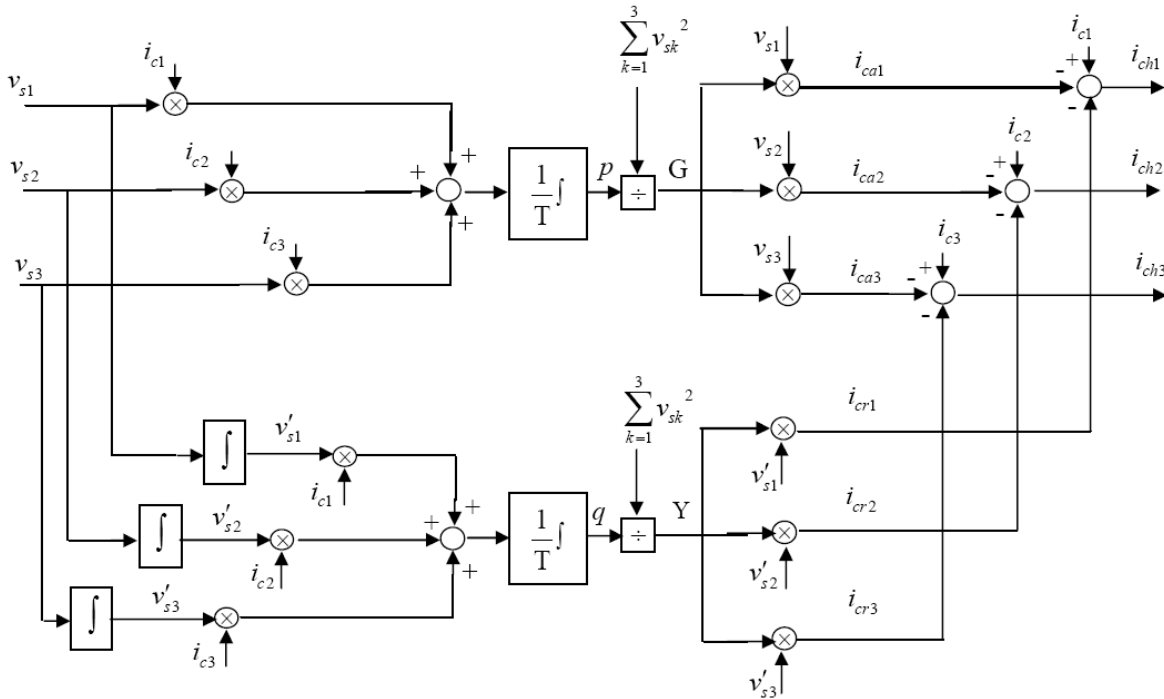 v_{s1}
i_{c1}
v_{s2}
i_{c2}
v_{s3}
i_{c3}
×
×
×
+
+
+
1/T ∫
p
÷
\sum_{k=1}^{3} v_{sk}^2
G
v_{s1}
×
i_{ca1}
i_{c1}
+
-
-
i_{ch1}
v_{s2}
×
i_{ca2}
i_{c2}
+
-
-
i_{ch2}
v_{s3}
×
i_{ca3}
i_{c3}
+
-
-
i_{ch3}
∫
v'_{s1}
×
i_{c1}
∫
v'_{s2}
×
i_{c2}
∫
v'_{s3}
×
i_{c3}
+
+
+
1/T ∫
q
÷
\sum_{k=1}^{3} v_{sk}^2
Y
×
v'_{s1}
i_{cr1}
×
v'_{s2}
i_{cr2}
×
v'_{s3}
i_{cr3}